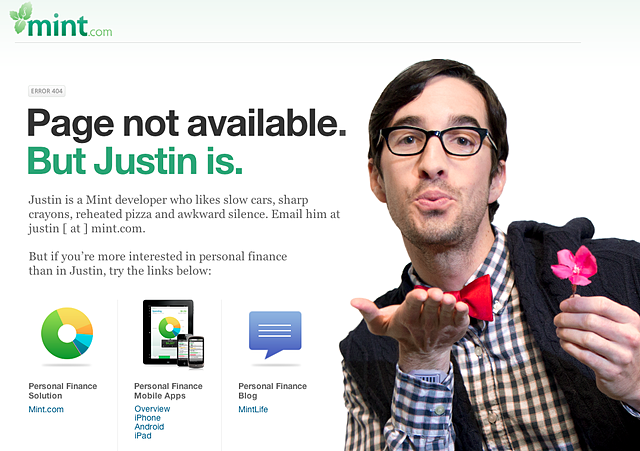 mint.com
ERROR 404
Page not available.
But Justin is.
Justin is a Mint developer who likes slow cars, sharp
crayons, reheated pizza and awkward silence. Email him at
justin [ at ] mint.com.
But if you're more interested in personal finance
than in Justin, try the links below:
Personal Finance
Solution
Mint.com
Personal Finance
Mobile Apps
Overview
iPhone
Android
iPad
Personal Finance
Blog
MintLife